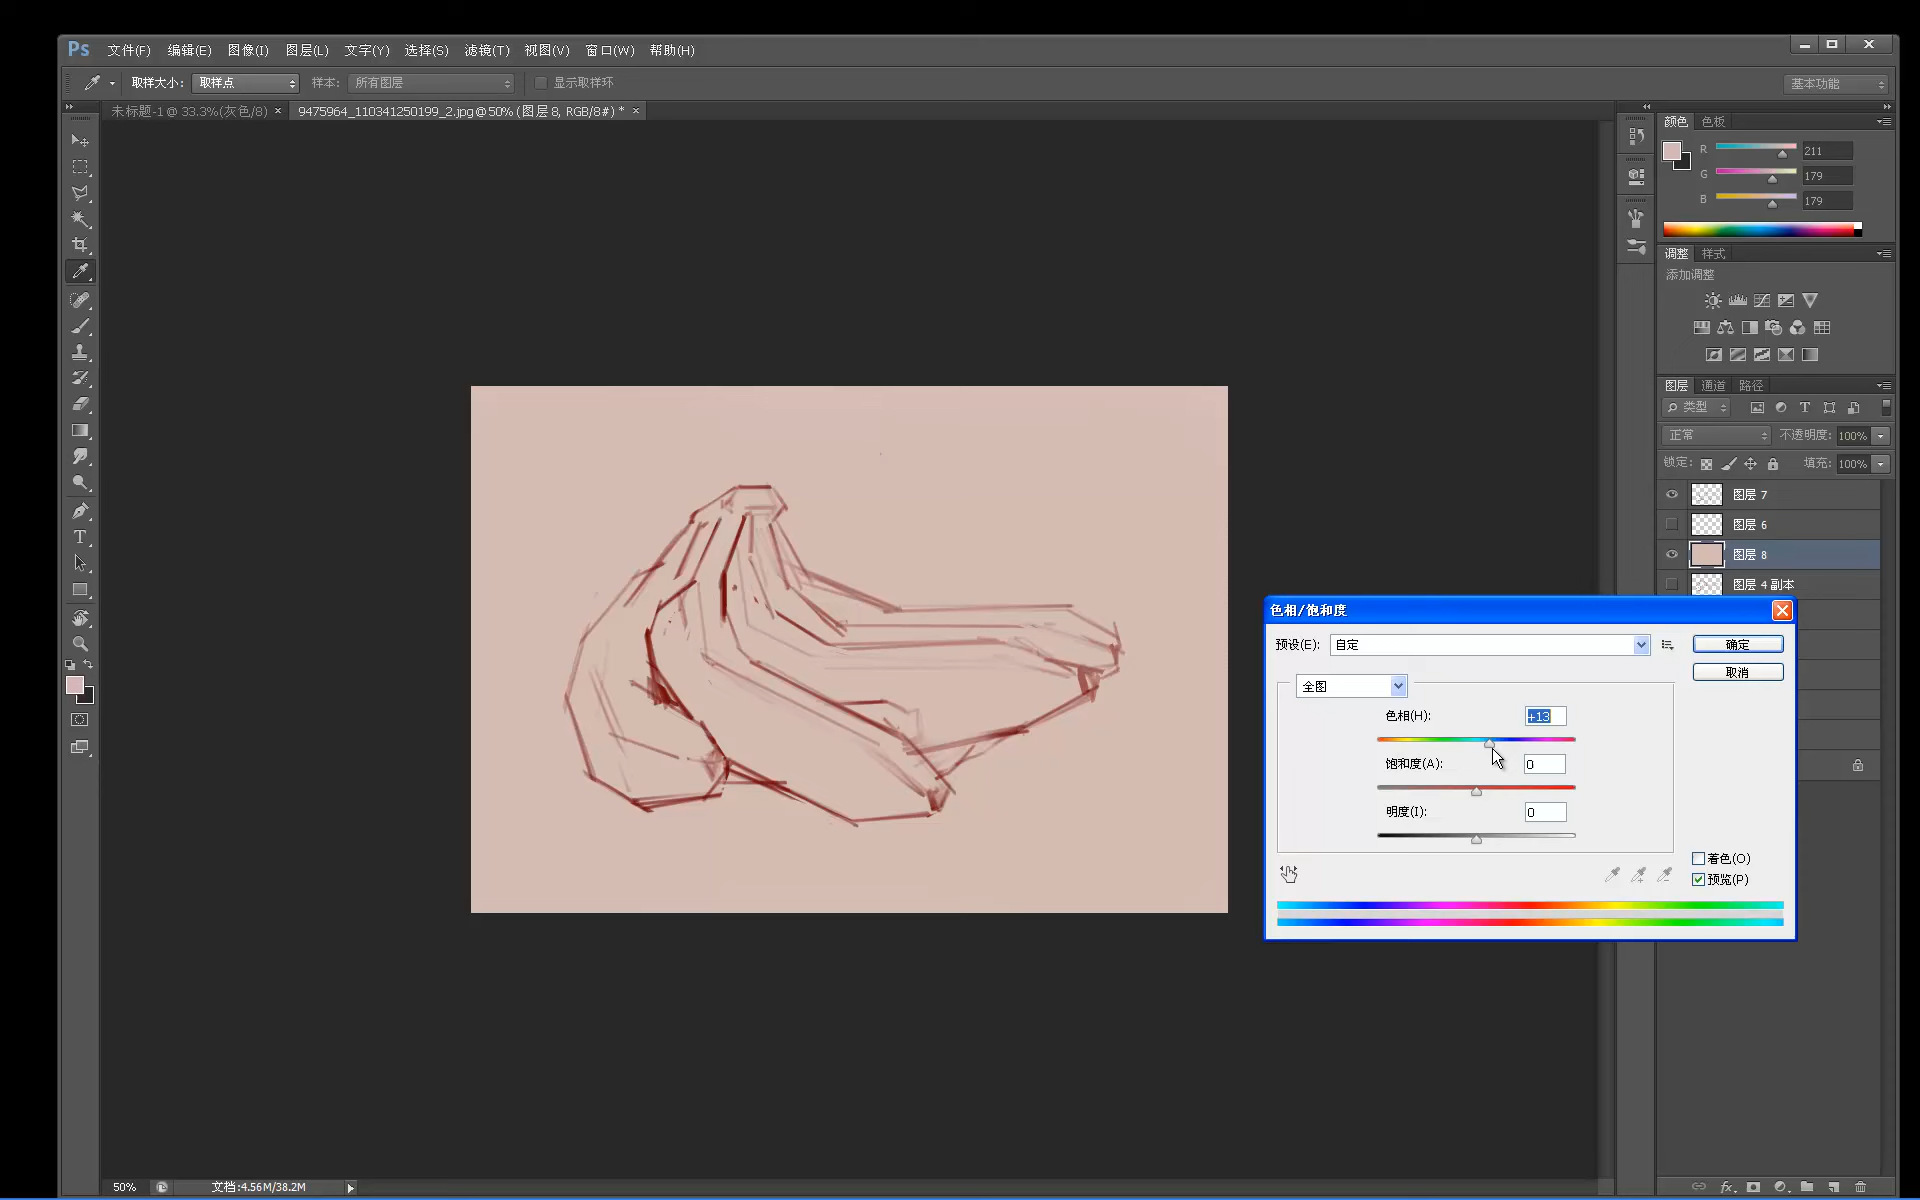 Ps 文件(F) 编辑(E) 图像(I) 图层(L) 文字(Y) 选择(S) 滤镜(T) 视图(V) 窗口(W) 帮助(H)
取样大小: 取样点 样本: 所有图层 显示取样环 基本功能
未标题-1 @ 33.3%(灰色/8) × 9475964_110341250199_2.jpg @ 50% (图层 8, RGB/8#) * ×
颜色 色板
R 211
G 179
B 179
调整 样式
添加调整
图层 通道 路径
类型
正常 不透明度: 100%
锁定: 填充: 100%
图层 7
图层 6
图层 8
图层 4 副本
色相/饱和度
预设(E): 自定 确定
取消
全图
色相(H): +13
饱和度(A): 0
明度(I): 0
着色(O)
预览(P)
50% 文档:4.56M/38.2M
fx